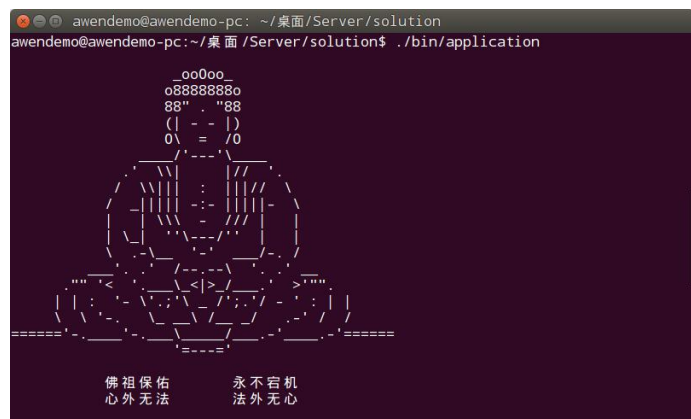 awendemo@awendemo-pc: ~/桌面/Server/solution
awendemo@awendemo-pc:~/桌面/Server/solution$ ./bin/application
佛祖保佑 永不宕机
心外无法 法外无心